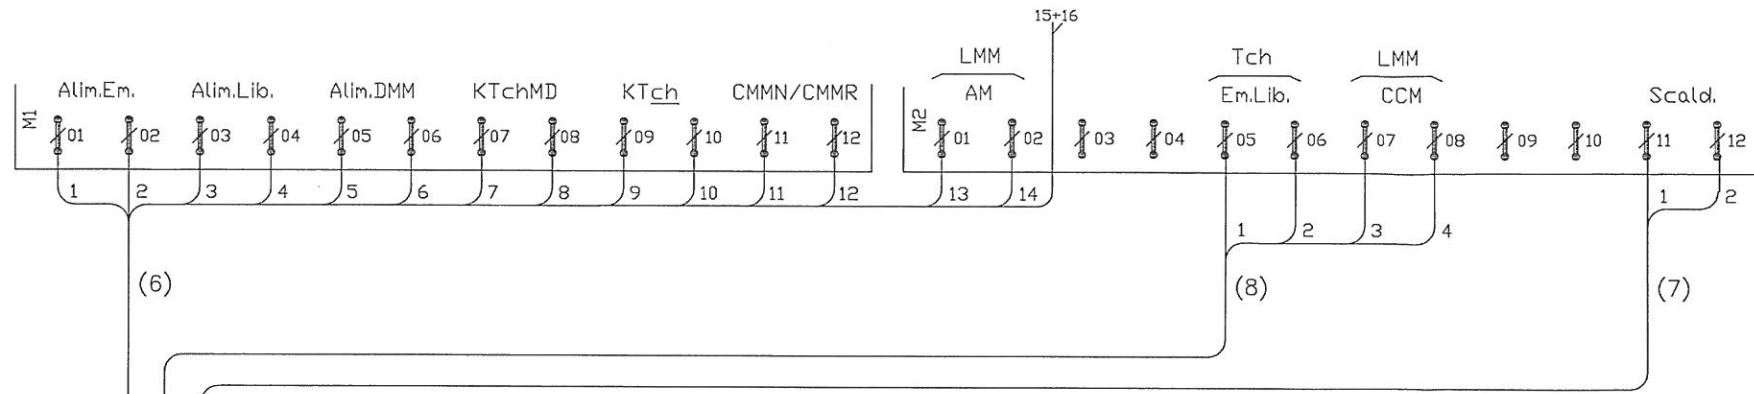 15+16
LMM Tch LMM
Alim.Em. Alim.Lib. Alim.DMM KTchMD KTch CMMN/CMMR AM Em.Lib. CCM Scald.
M1 01 02 03 04 05 06 07 08 09 10 11 12 M2 01 02 03 04 05 06 07 08 09 10 11 12
1 2 3 4 5 6 7 8 9 10 11 12 13 14 1 2
1 2 3 4
(6) (8) (7)